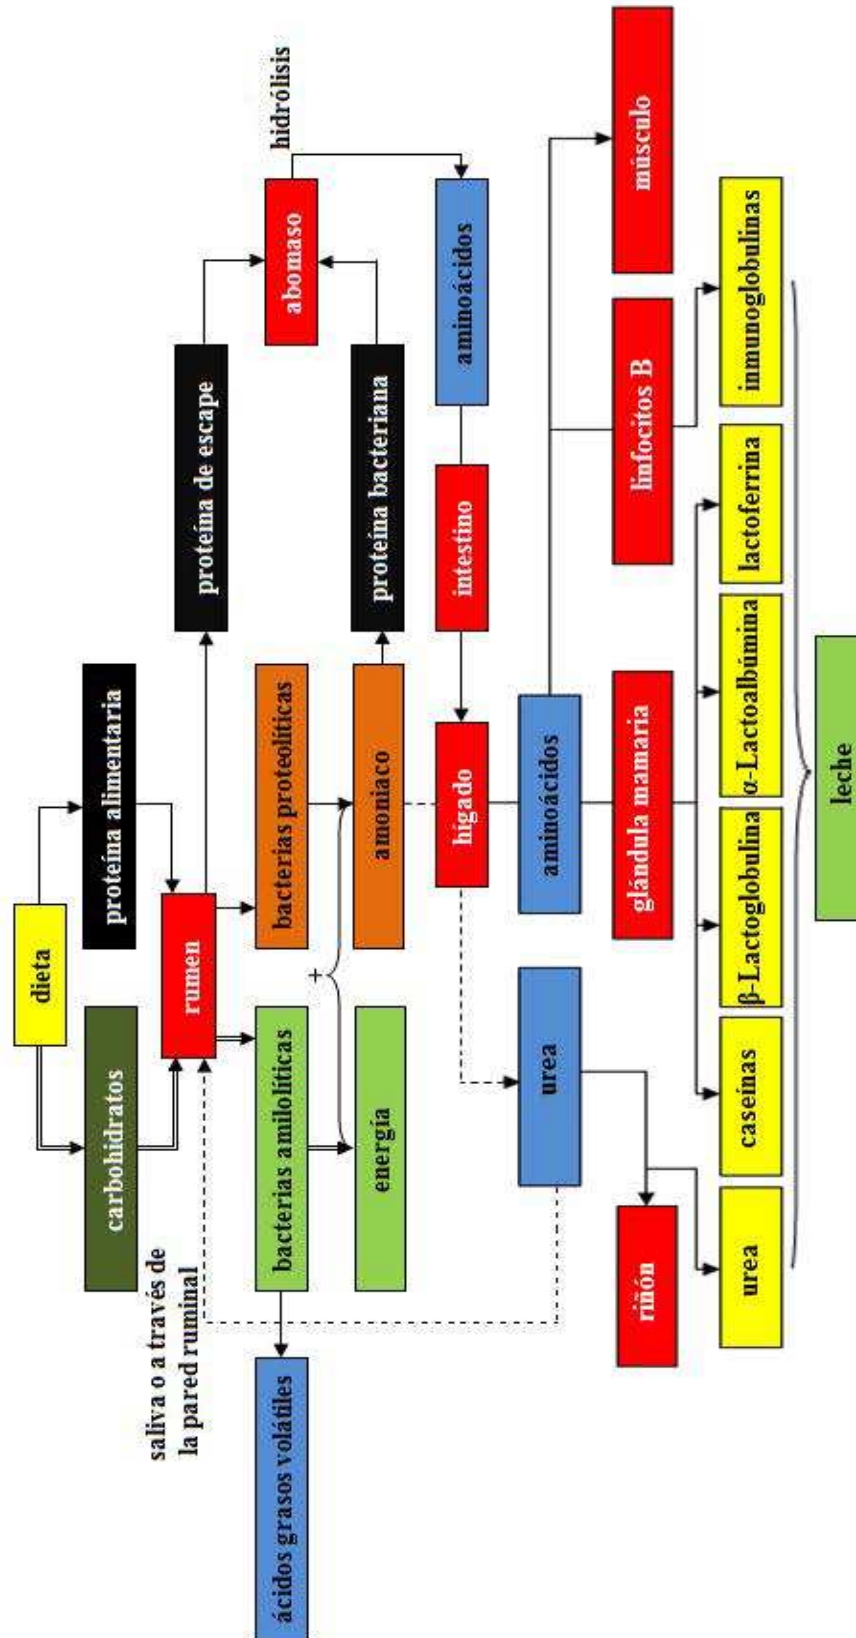 dieta
carbohidratos
proteína alimentaria
saliva o a través de
la pared ruminal
rumen
proteína de escape
ácidos grasos volátiles
bacterias amilolíticas
bacterias proteolíticas
abomaso
hidrólisis
+
energía
amoniaco
proteína bacteriana
hígado
intestino
aminoácidos
urea
aminoácidos
riñón
glándula mamaria
linfocitos B
músculo
urea
caseínas
β-Lactoglobulina
α-Lactoalbúmina
lactoferrina
inmunoglobulinas
leche